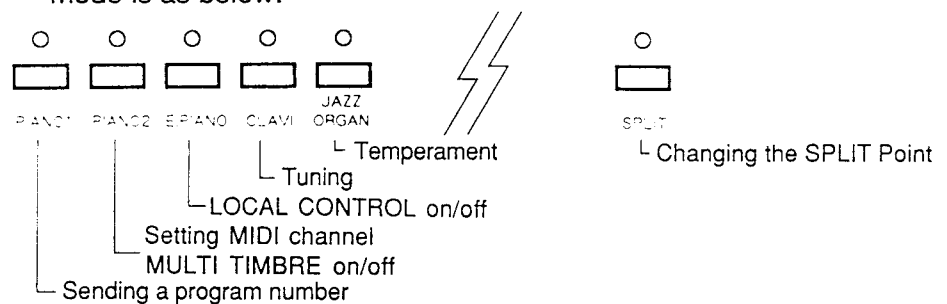 mode is as below.
JAZZ
PIANO1 PIANO2 E.PIANO CLAVI ORGAN SPLIT
Temperament
Changing the SPLIT Point
Tuning
LOCAL CONTROL on/off
Setting MIDI channel
MULTI TIMBRE on/off
Sending a program number